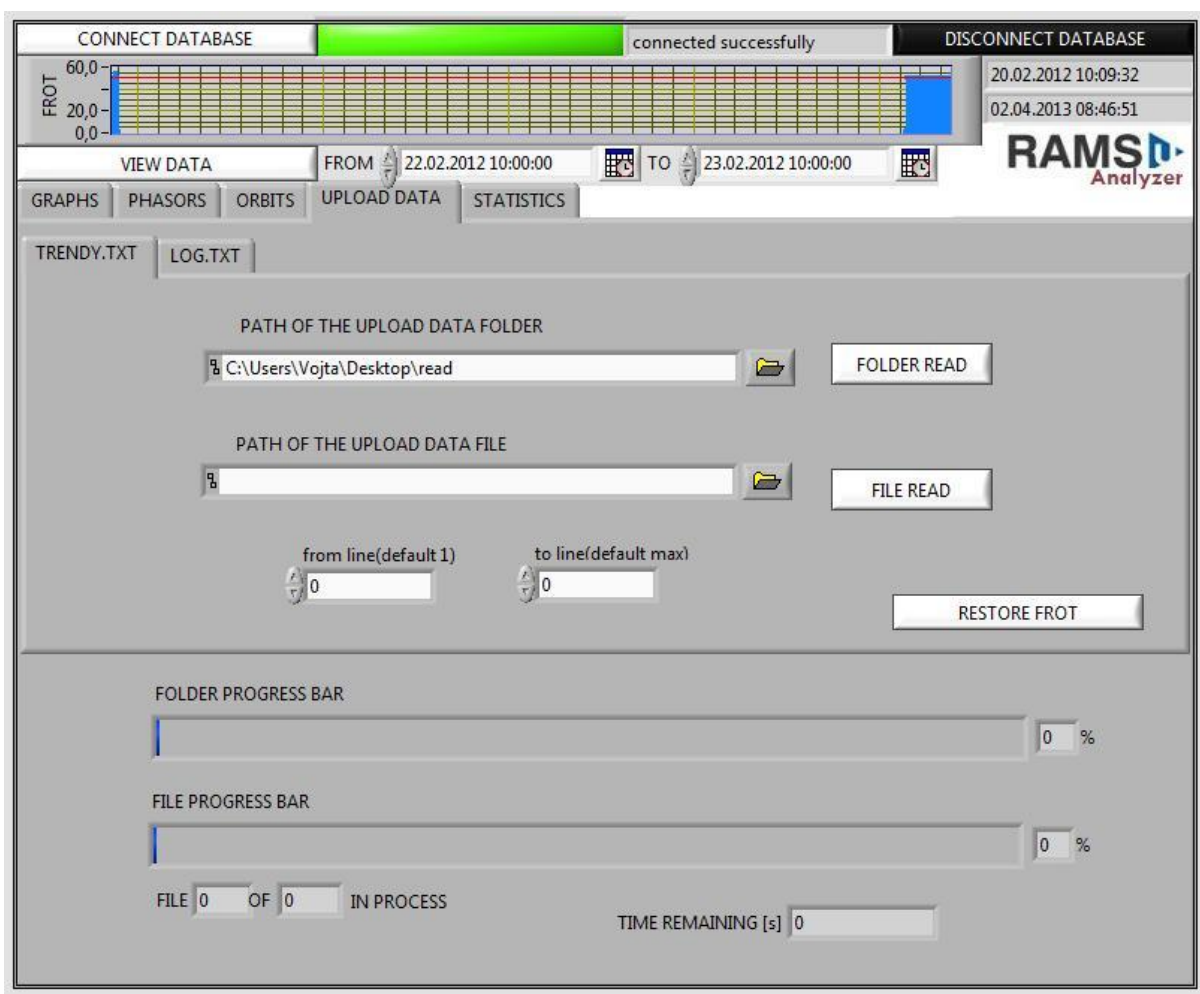 CONNECT DATABASE connected successfully DISCONNECT DATABASE
FROT
60,0
20,0
0,0
20.02.2012 10:09:32
02.04.2013 08:46:51
RAMS
Analyzer
VIEW DATA FROM 22.02.2012 10:00:00 TO 23.02.2012 10:00:00
GRAPHS PHASORS ORBITS UPLOAD DATA STATISTICS
TRENDY.TXT LOG.TXT
PATH OF THE UPLOAD DATA FOLDER
C:\Users\Vojta\Desktop\read FOLDER READ
PATH OF THE UPLOAD DATA FILE
FILE READ
from line(default 1) to line(default max)
0 0
RESTORE FROT
FOLDER PROGRESS BAR
0 %
FILE PROGRESS BAR
0 %
FILE 0 OF 0 IN PROCESS
TIME REMAINING [s] 0